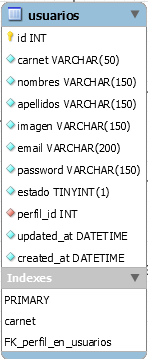 usuarios
id INT
carnet VARCHAR(50)
nombres VARCHAR(150)
apellidos VARCHAR(150)
imagen VARCHAR(150)
email VARCHAR(200)
password VARCHAR(150)
estado TINYINT(1)
perfil_id INT
updated_at DATETIME
created_at DATETIME
Indexes
PRIMARY
carnet
FK_perfil_en_usuarios